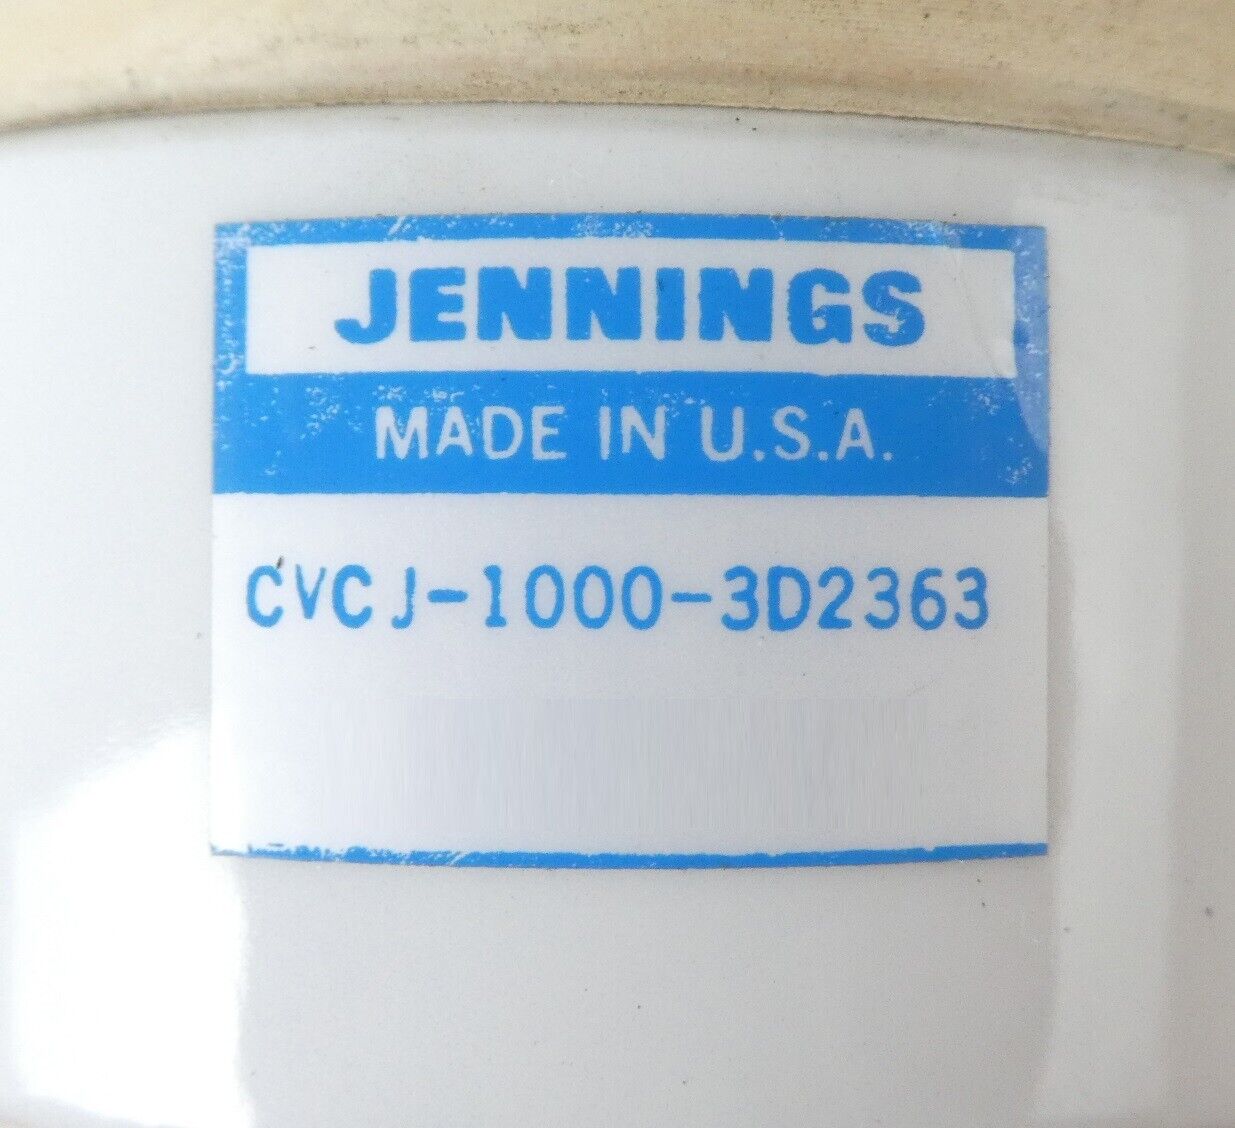 JENNINGS
MADE IN U.S.A.
CVCJ-1000-3D2363